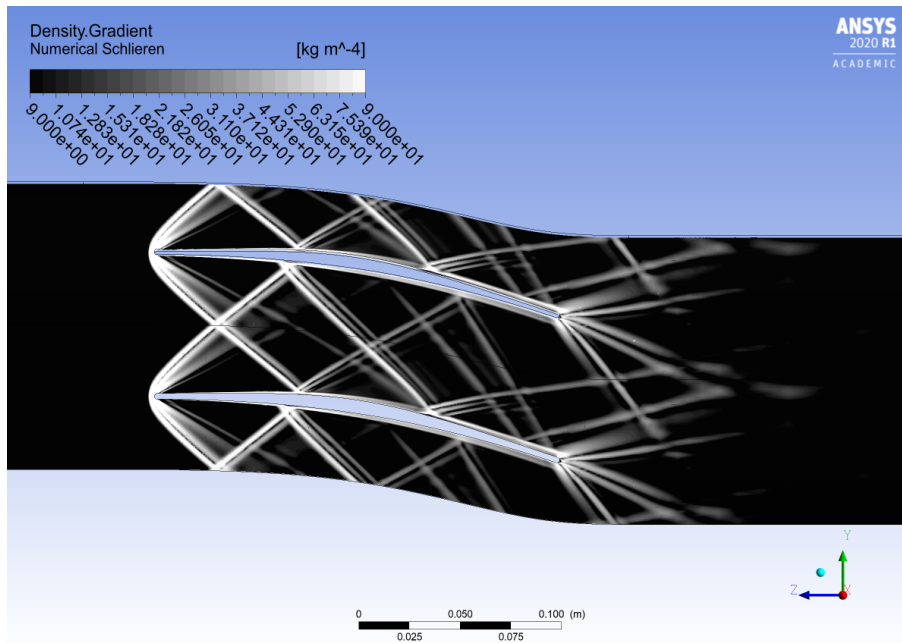 Density.Gradient
Numerical Schlieren [kg m^-4]
9.000e+00
1.074e+01
1.283e+01
1.531e+01
1.828e+01
2.182e+01
2.605e+01
3.110e+01
3.712e+01
4.431e+01
5.290e+01
6.315e+01
7.539e+01
9.000e+01
ANSYS
2020 R1
ACADEMIC
Y
Z X
0 0.050 0.100 (m)
0.025 0.075